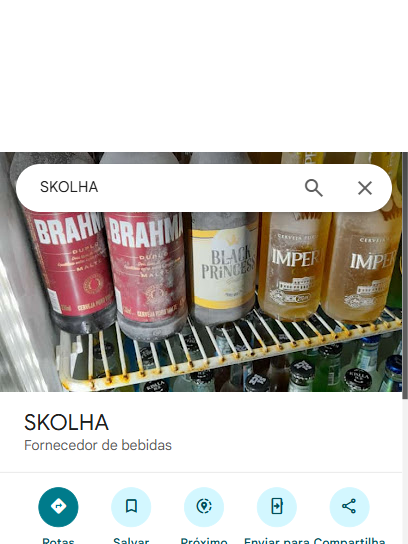 SKOLHA
BRAHMA
DUPLO
MALTE
BRAHMA
DUPLO
MALTE
BLACK
PRINCESS
IMPER
IMPER
SKOLHA
Fornecedor de bebidas
Rotas
Salvar
Próximo
Enviar para
Compartilha